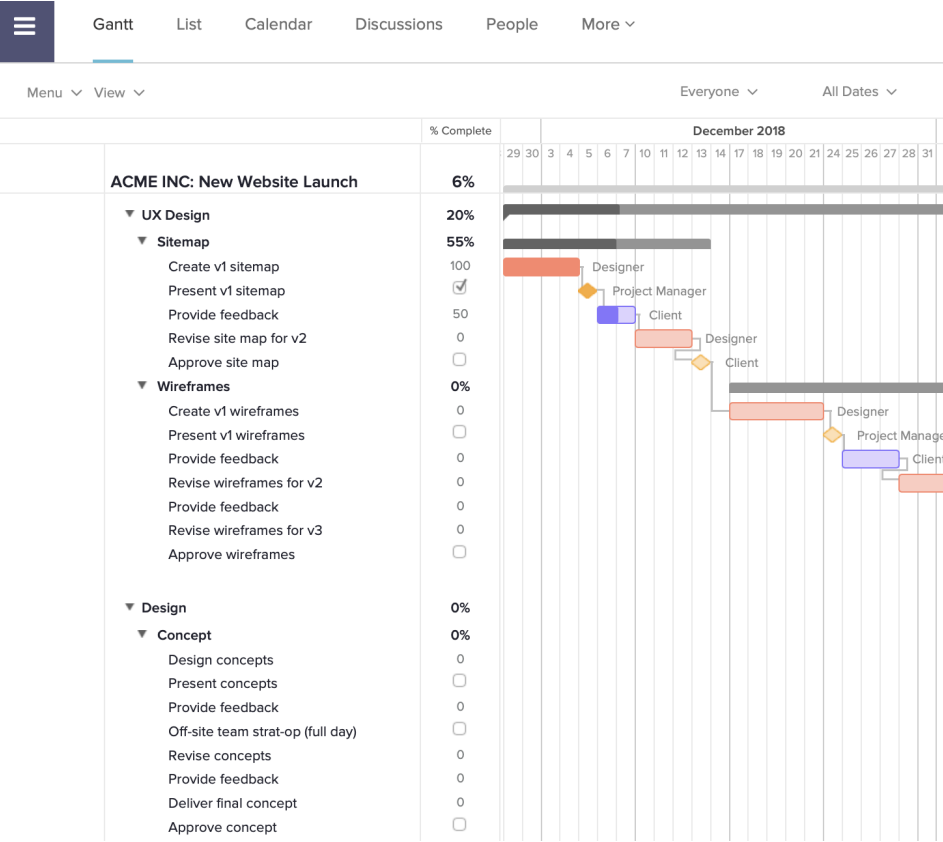 Gantt List Calendar Discussions People More
Menu View Everyone All Dates
% Complete December 2018
29 30 3 4 5 6 7 10 11 12 13 14 17 18 19 20 21 24 25 26 27 28 31
ACME INC: New Website Launch 6%
UX Design 20%
Sitemap 55%
Create v1 sitemap 100 Designer
Present v1 sitemap Project Manager
Provide feedback 50 Client
Revise site map for v2 0 Designer
Approve site map Client
Wireframes 0%
Create v1 wireframes 0 Designer
Present v1 wireframes Project Manage
Provide feedback 0 Client
Revise wireframes for v2 0
Provide feedback 0
Revise wireframes for v3 0
Approve wireframes
Design 0%
Concept 0%
Design concepts 0
Present concepts
Provide feedback 0
Off-site team strat-op (full day)
Revise concepts 0
Provide feedback 0
Deliver final concept 0
Approve concept